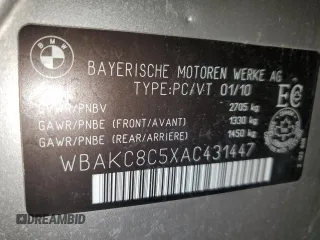 BMW
BAYERISCHE MOTOREN WERKE AG
TYPE:PC/V-T 01/10
GVWR/PNBV 2705 kg
GAWR/PNBE (FRONT/AVANT) 1330 kg
GAWR/PNBE (REAR/ARRIERE) 1450 kg
EC
WBAKC8C5XAC431447
DREAMBID